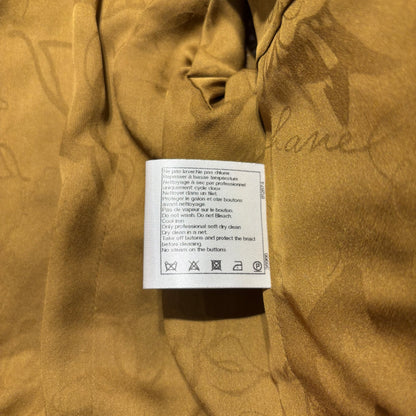 Chanel
Ne pas laver.Ne pas chlorer.
Repasser à basse température.
Nettoyage à sec par professionnel
uniquement cycle doux
Nettoyer dans un filet.
Protéger le galon et ôter boutons
avant nettoyage.
Pas de vapeur sur le bouton.
Do not wash. Do not Bleach.
Cool iron
Only professional soft dry clean
Dry clean in a net.
Take off buttons and protect the braid
before cleaning.
No steam on the buttons